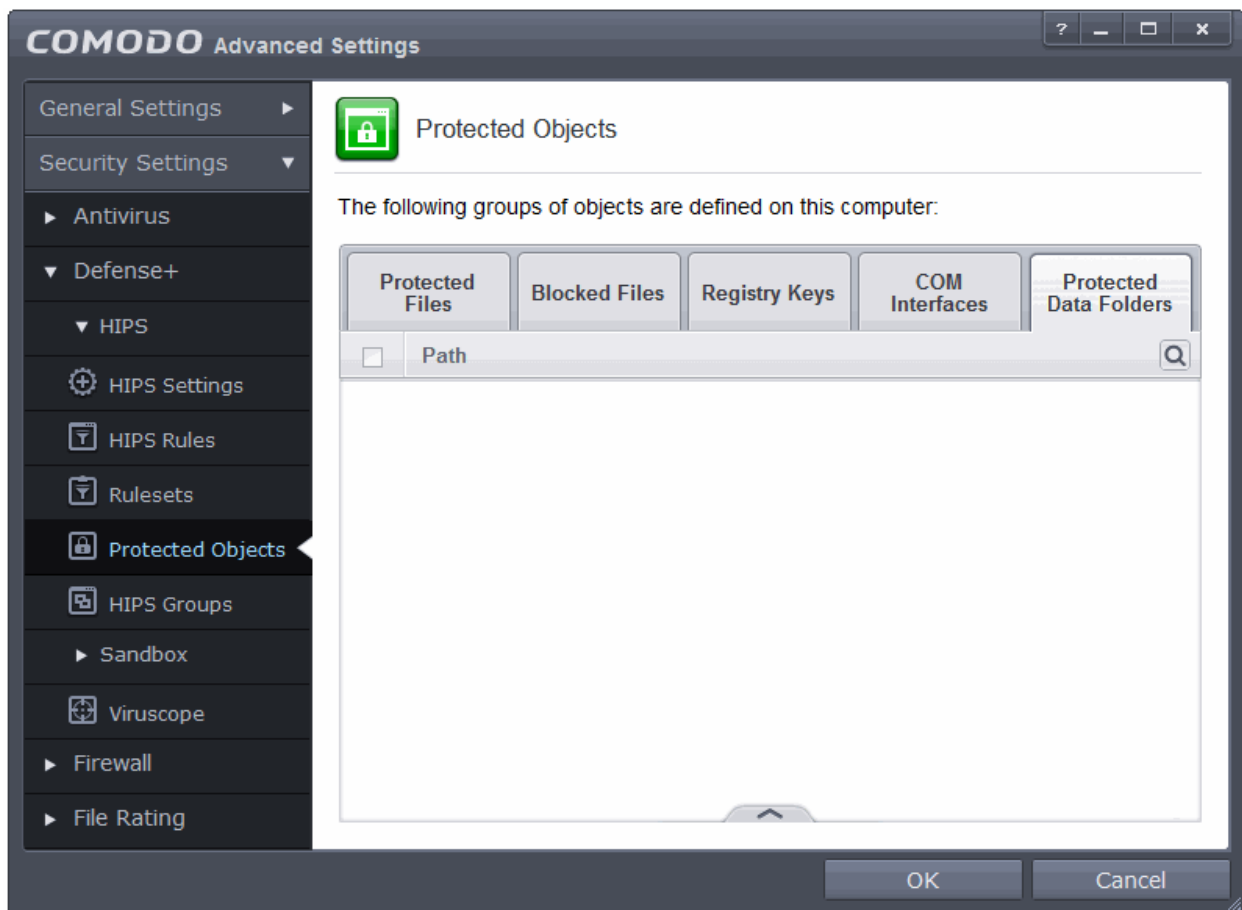 COMODO Advanced Settings
?
General Settings
Security Settings
Antivirus
Defense+
HIPS
HIPS Settings
HIPS Rules
Rulesets
Protected Objects
HIPS Groups
Sandbox
Viruscope
Firewall
File Rating
Protected Objects
The following groups of objects are defined on this computer:
Protected
Files
Blocked Files
Registry Keys
COM
Interfaces
Protected
Data Folders
Path
OK
Cancel